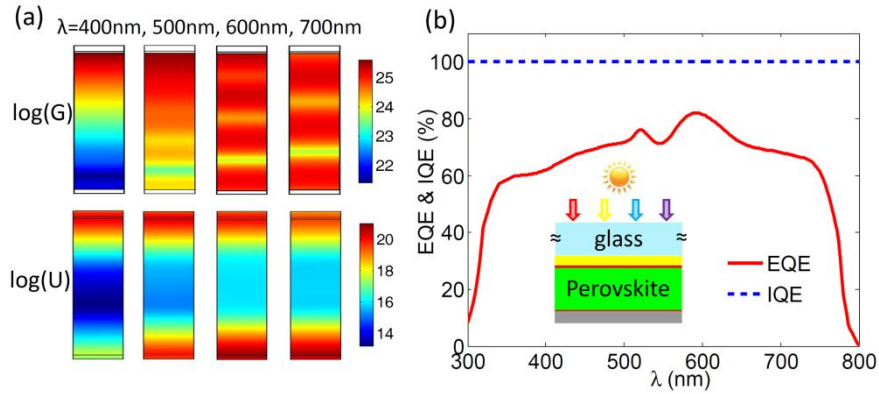 (a)
λ=400nm, 500nm, 600nm, 700nm
log(G)
25
24
23
22
log(U)
20
18
16
14
(b)
EQE & IQE (%)
100
80
60
40
20
0
300
400
500
600
700
800
λ (nm)
≈ glass ≈
Perovskite
EQE
IQE